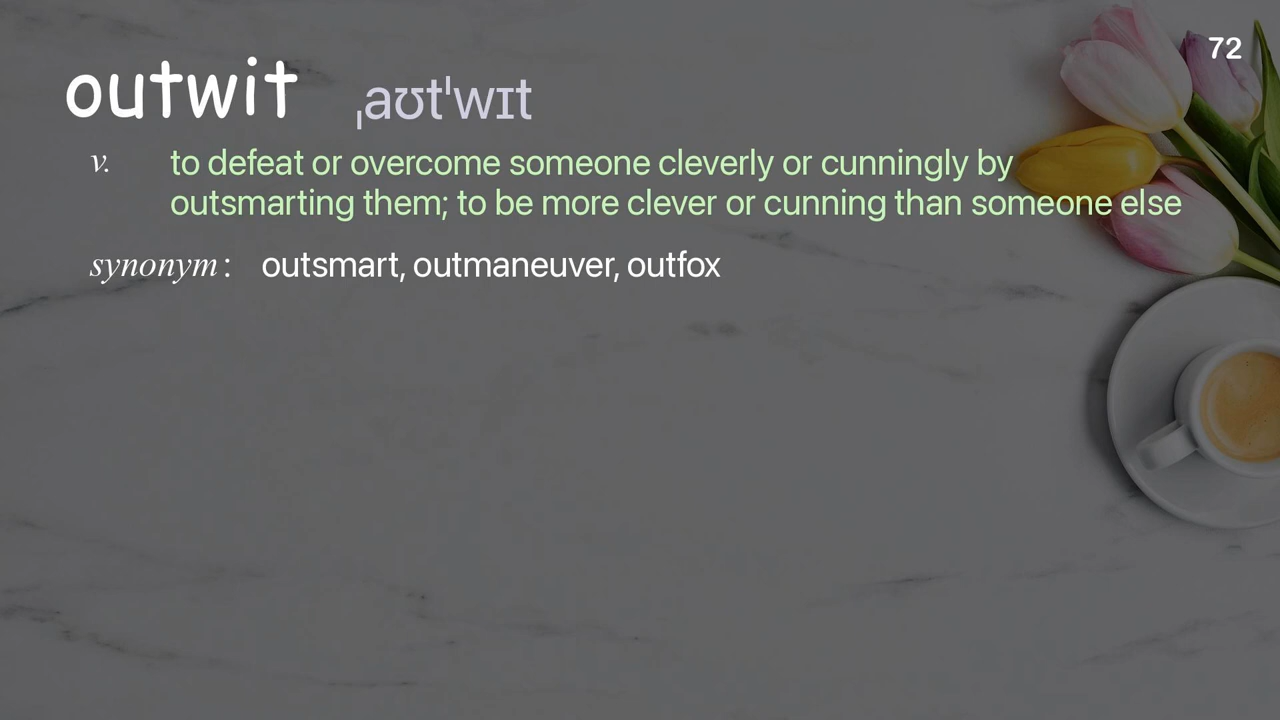 72
outwit ˌaʊtˈwɪt
v. to defeat or overcome someone cleverly or cunningly by
outsmarting them; to be more clever or cunning than someone else
synonym : outsmart, outmaneuver, outfox